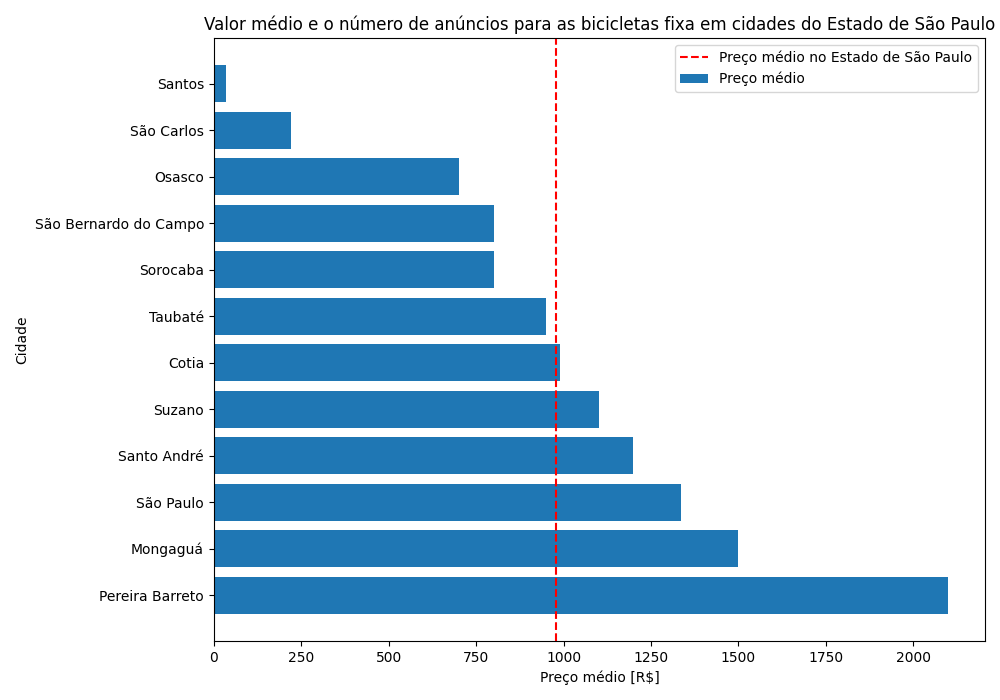 Valor médio e o número de anúncios para as bicicletas fixa em cidades do Estado de São Paulo
Preço médio no Estado de São Paulo
Preço médio
Cidade
Santos
São Carlos
Osasco
São Bernardo do Campo
Sorocaba
Taubaté
Cotia
Suzano
Santo André
São Paulo
Mongaguá
Pereira Barreto
0 250 500 750 1000 1250 1500 1750 2000
Preço médio [R$]